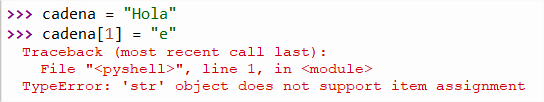 >>> cadena = "Hola"
>>> cadena[1] = "e"
Traceback (most recent call last):
File "<pyshell>", line 1, in <module>
TypeError: 'str' object does not support item assignment